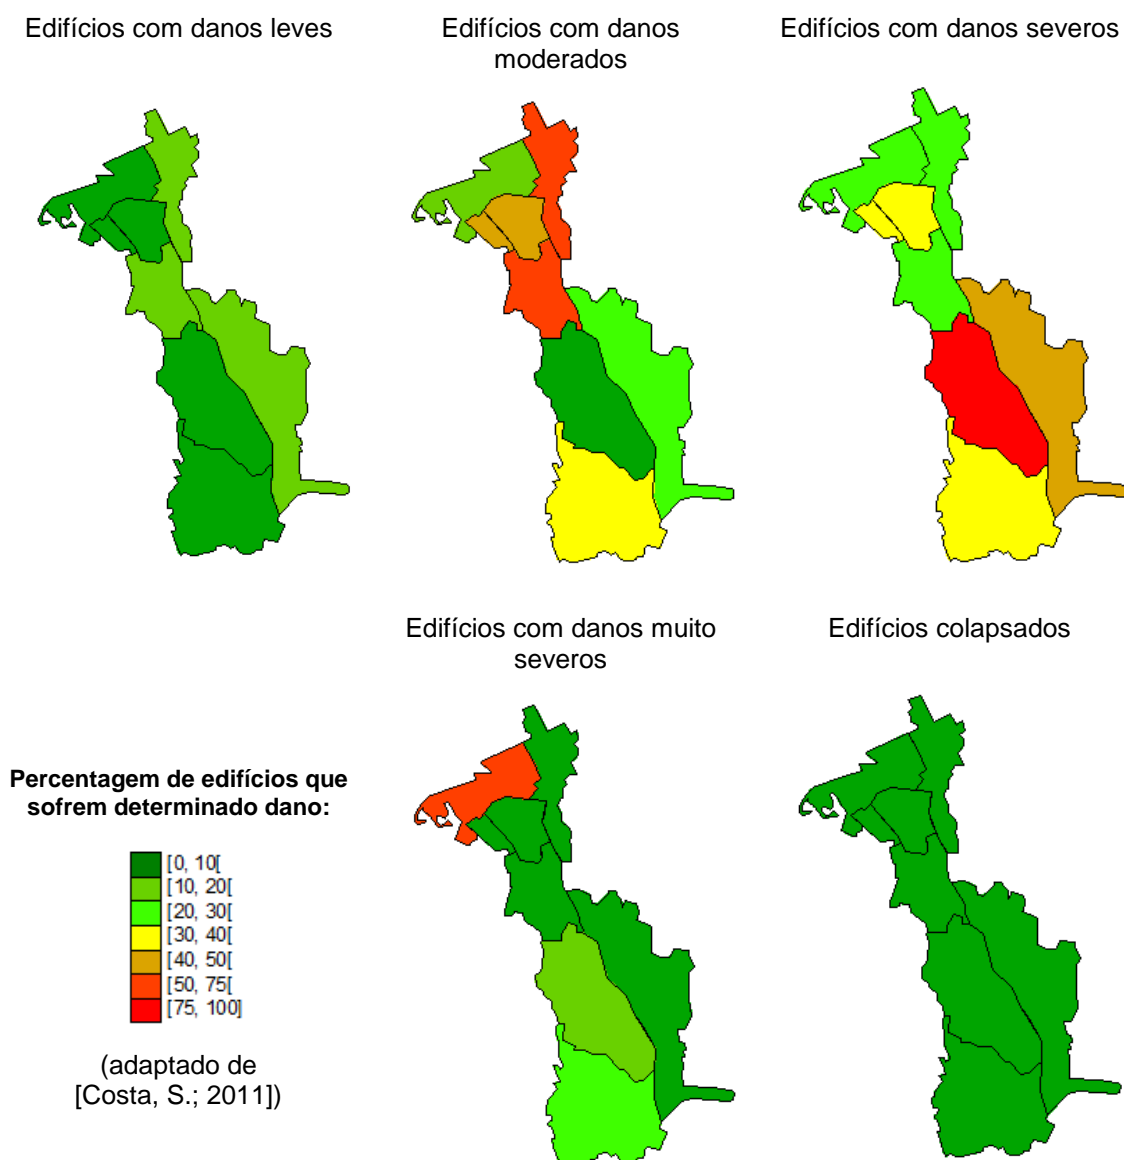 Edifícios com danos leves
Edifícios com danos
moderados
Edifícios com danos severos
Edifícios com danos muito
severos
Edifícios colapsados
Percentagem de edifícios que
sofrem determinado dano:
[0, 10[
[10, 20[
[20, 30[
[30, 40[
[40, 50[
[50, 75[
[75, 100]
(adaptado de
[Costa, S.; 2011])